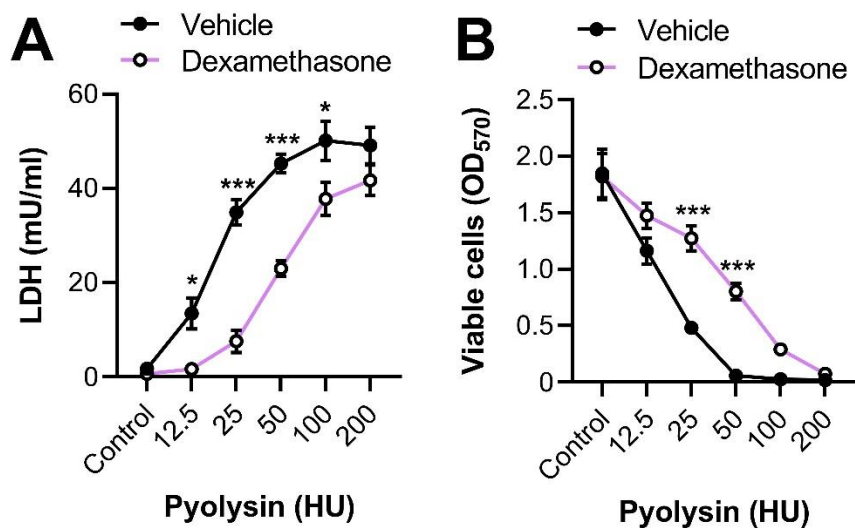 A
Vehicle
Dexamethasone
LDH (mU/ml)
60
40
20
0
*
***
***
*
Control
12.5
25
50
100
200
Pyolysin (HU)
B
Vehicle
Dexamethasone
Viable cells (OD570)
2.5
2.0
1.5
1.0
0.5
0
***
***
Control
12.5
25
50
100
200
Pyolysin (HU)